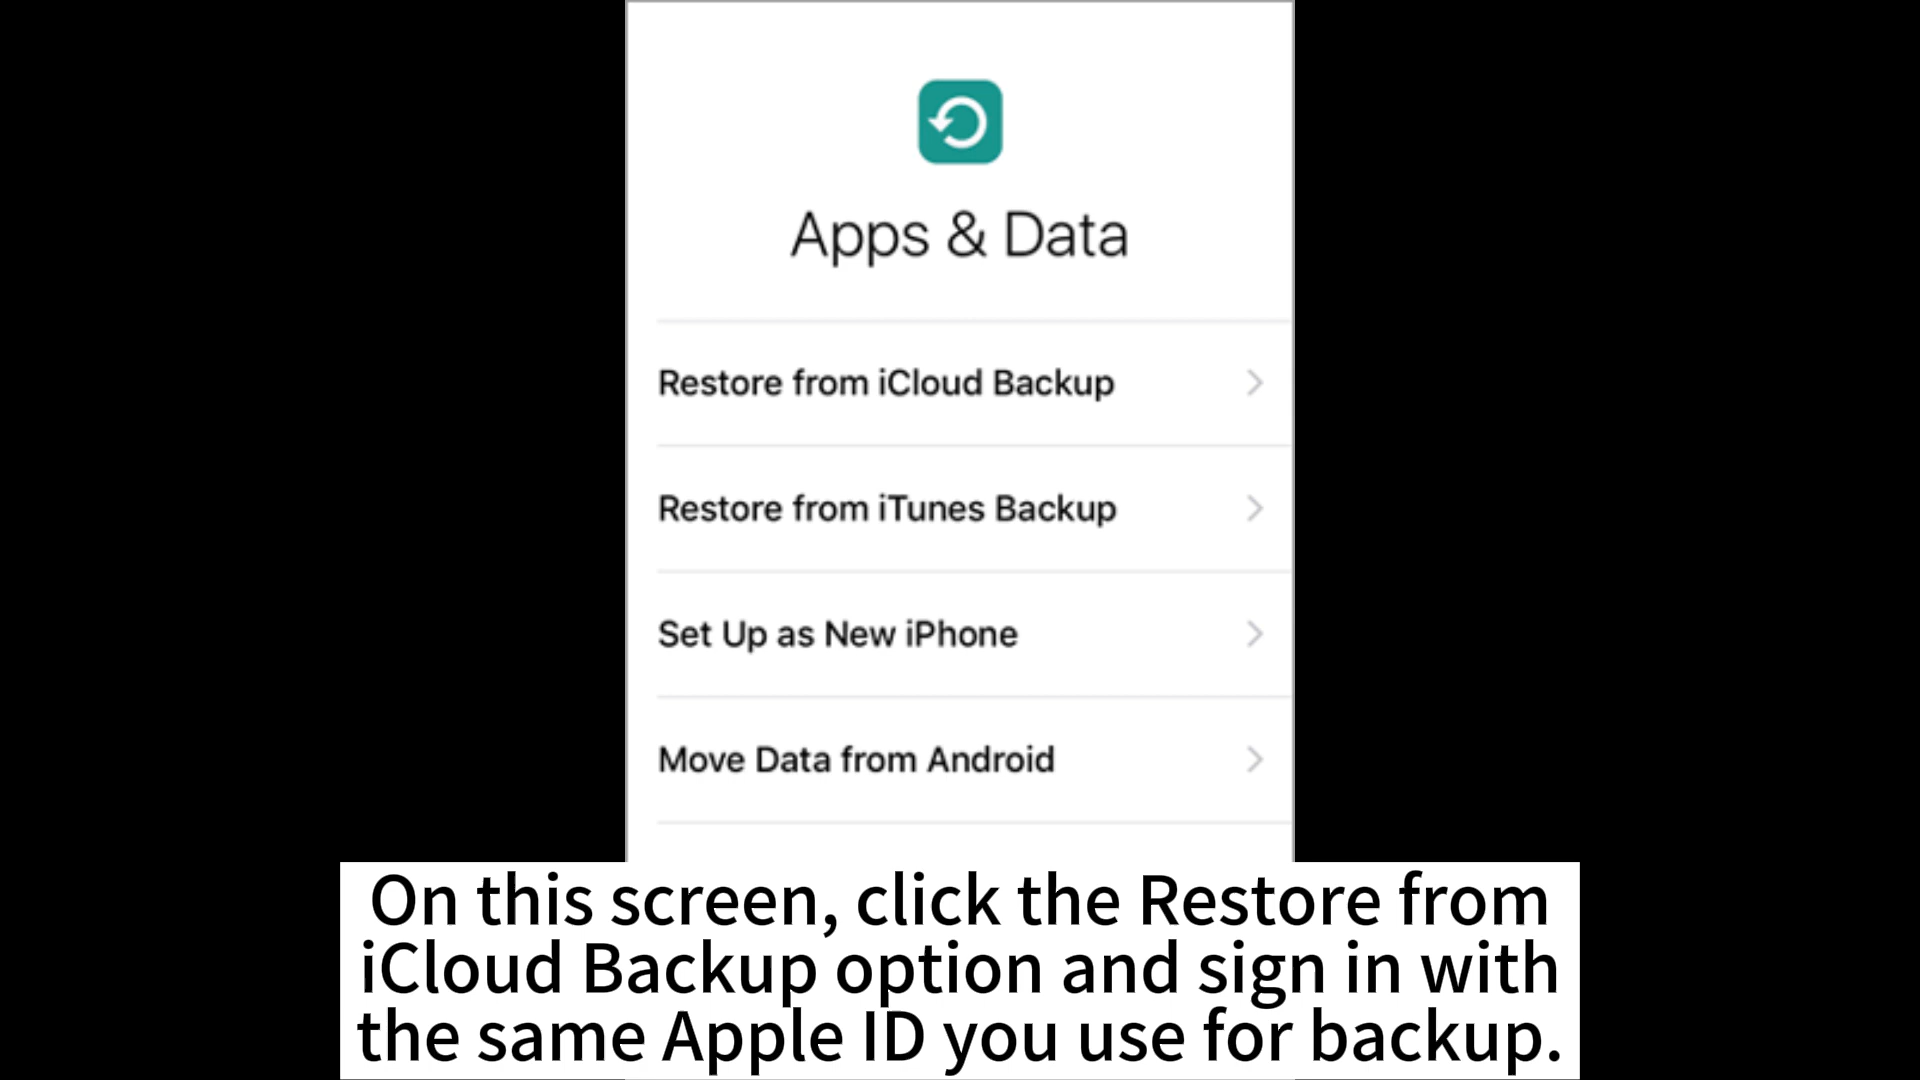 Apps & Data
Restore from iCloud Backup
Restore from iTunes Backup
Set Up as New iPhone
Move Data from Android
On this screen, click the Restore from
iCloud Backup option and sign in with
the same Apple ID you use for backup.